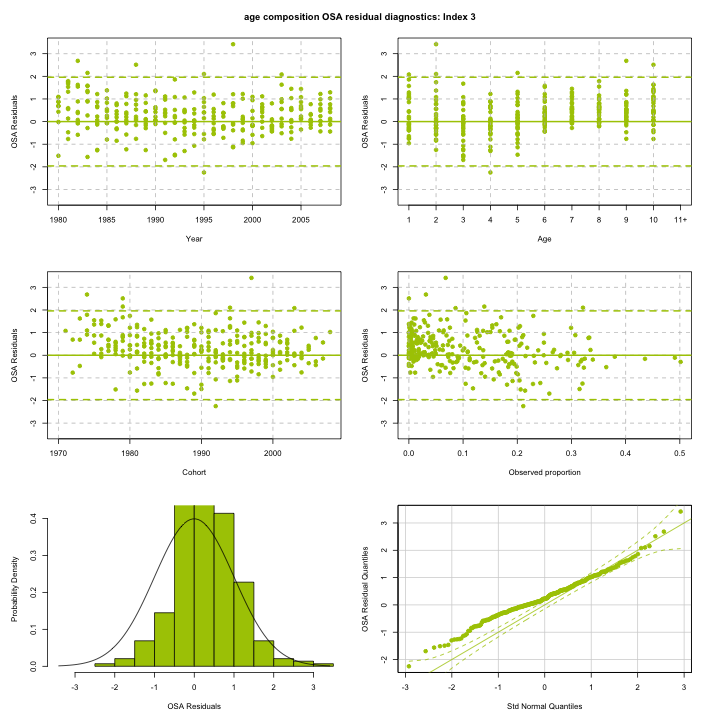 age composition OSA residual diagnostics: Index 3
OSA Residuals
3
2
1
0
-1
-2
-3
1980 1985 1990 1995 2000 2005
Year
OSA Residuals
3
2
1
0
-1
-2
-3
1 2 3 4 5 6 7 8 9 10 11+
Age
OSA Residuals
3
2
1
0
-1
-2
-3
1970 1980 1990 2000
Cohort
OSA Residuals
3
2
1
0
-1
-2
-3
0.0 0.1 0.2 0.3 0.4 0.5
Observed proportion
Probability Density
0.4
0.3
0.2
0.1
0.0
-3 -2 -1 0 1 2 3
OSA Residuals
OSA Residual Quantiles
3
2
1
0
-1
-2
-3 -2 -1 0 1 2 3
Std Normal Quantiles